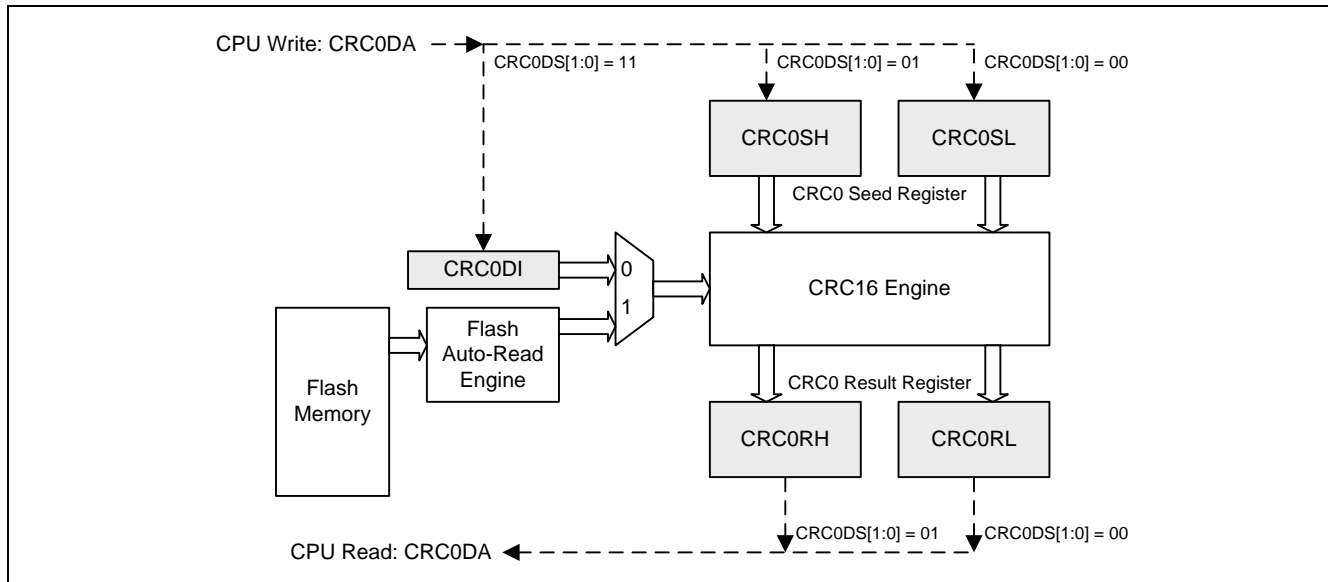 CPU Write: CRC0DA
CRC0DS[1:0] = 11
CRC0DS[1:0] = 01
CRC0DS[1:0] = 00
CRC0SH
CRC0SL
CRC0 Seed Register
CRC0DI
0
1
CRC16 Engine
Flash
Auto-Read
Engine
Flash
Memory
CRC0 Result Register
CRC0RH
CRC0RL
CRC0DS[1:0] = 01
CRC0DS[1:0] = 00
CPU Read: CRC0DA